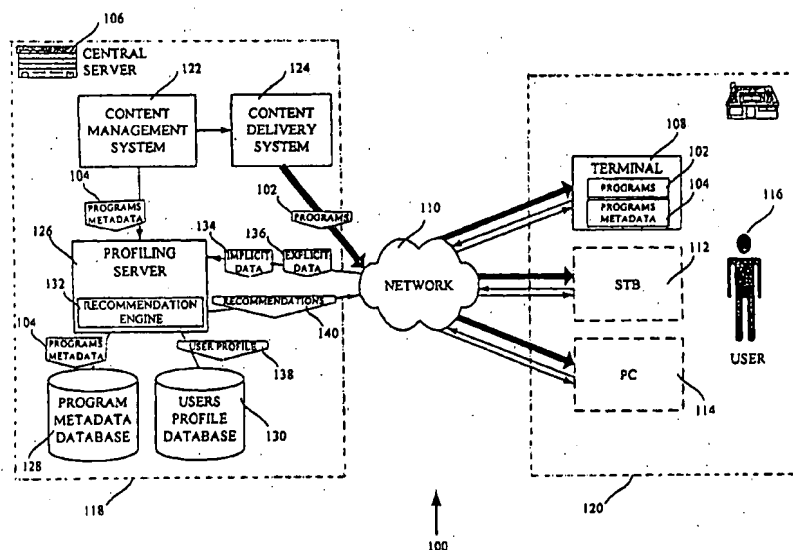 106
CENTRAL
SERVER
122
124
CONTENT
MANAGEMENT
SYSTEM
CONTENT
DELIVERY
SYSTEM
104
PROGRAMS
METADATA
102
PROGRAMS
134
136
IMPLICIT
DATA
EXPLICIT
DATA
126
PROFILING
SERVER
132
RECOMMENDATION
ENGINE
RECOMMENDATIONS
140
104
PROGRAMS
METADATA
USER PROFILE
138
PROGRAM
METADATA
DATABASE
128
USERS
PROFILE
DATABASE
130
118
110
NETWORK
100
108
TERMINAL
102
PROGRAMS
104
PROGRAMS
METADATA
112
STB
PC
114
116
USER
120